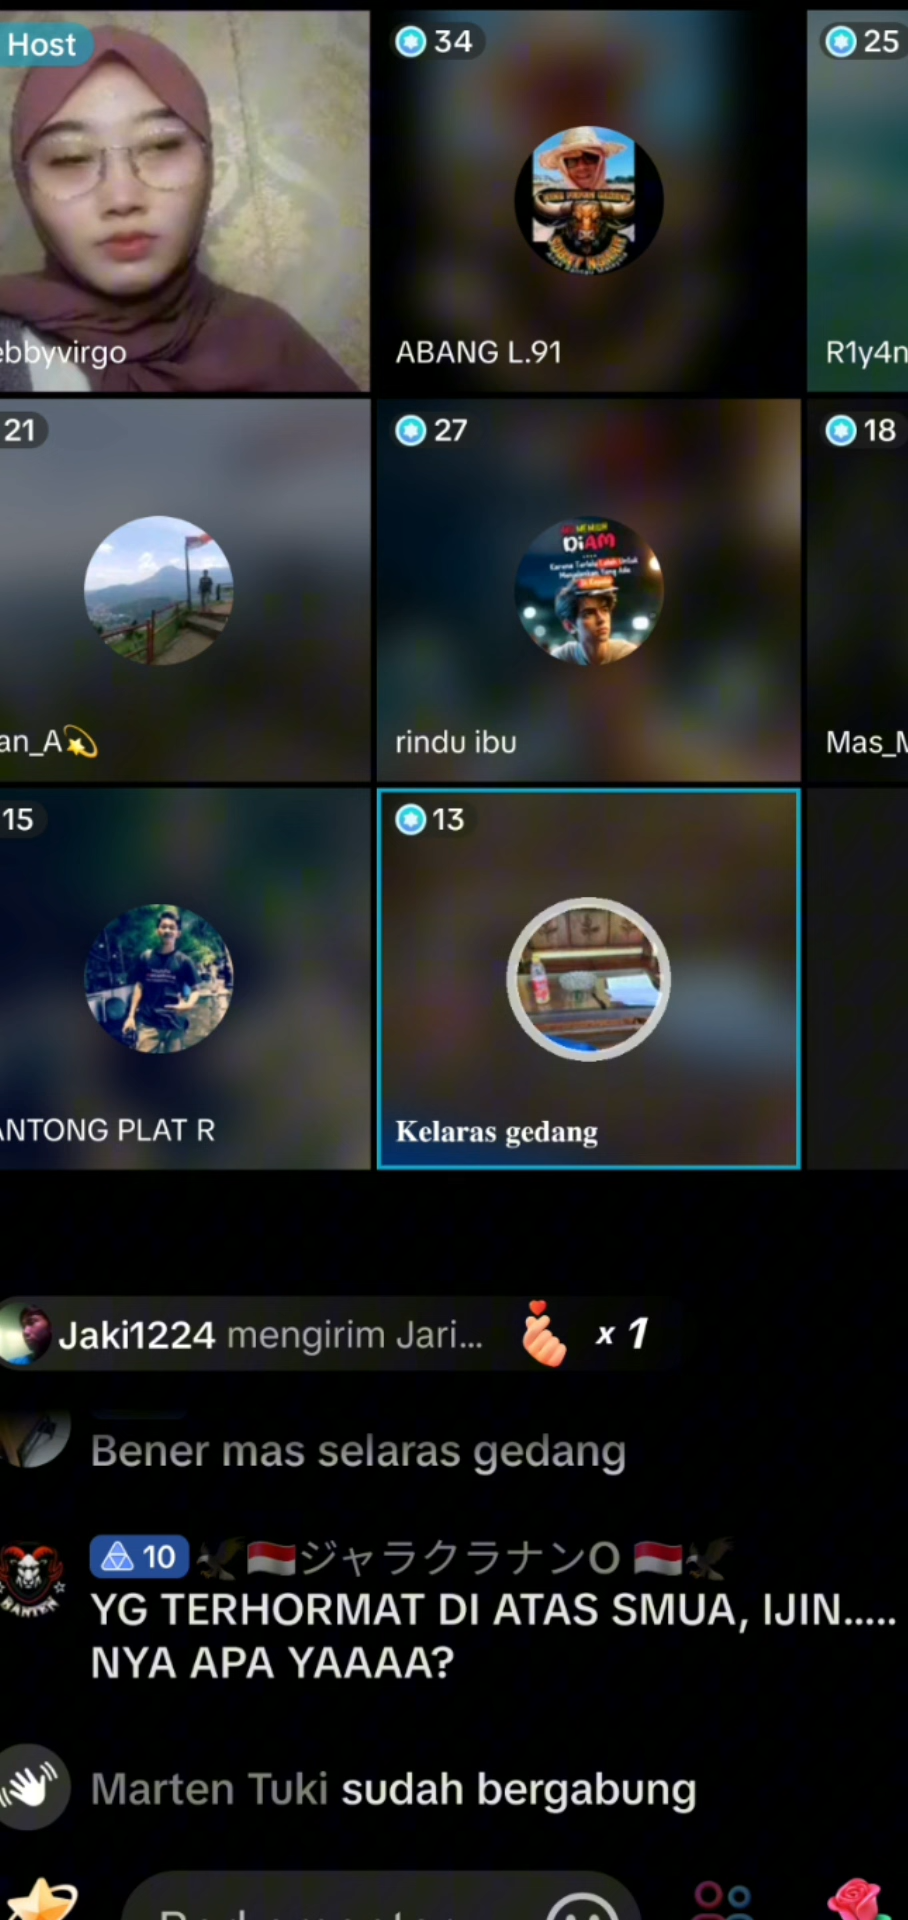 Host
34
25
ebbyvirgo
ABANG L.91
R1y4n
21
27
18
DiAM
an_A💫
rindu ibu
Mas_M
15
13
ANTONG PLAT R
Kelaras gedang
Jaki1224 mengirim Jari... x 1
Bener mas selaras gedang
10 🦅🇮🇩ジャラクラナンO 🇮🇩🦅
YG TERHORMAT DI ATAS SMUA, IJIN.....
NYA APA YAAAA?
BANTEN
Marten Tuki sudah bergabung